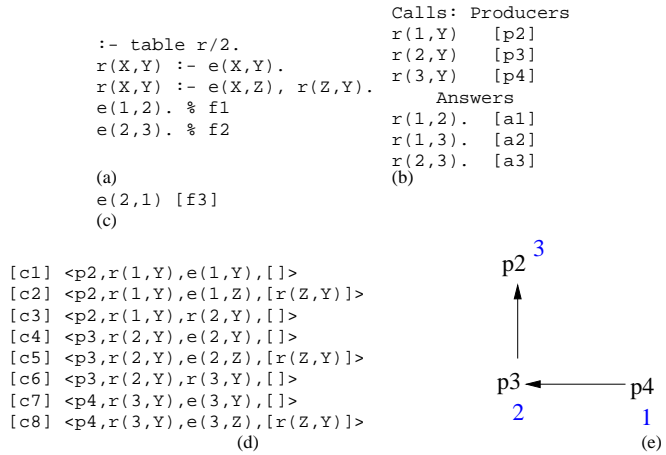 :- table r/2.
r(X,Y) :- e(X,Y).
r(X,Y) :- e(X,Z), r(Z,Y).
e(1,2). % f1
e(2,3). % f2
(a)
e(2,1) [f3]
(c)
Calls: Producers
r(1,Y) [p2]
r(2,Y) [p3]
r(3,Y) [p4]
Answers
r(1,2). [a1]
r(1,3). [a2]
r(2,3). [a3]
(b)
[c1] <p2,r(1,Y),e(1,Y),[]>
[c2] <p2,r(1,Y),e(1,Z),[r(Z,Y)]>
[c3] <p2,r(1,Y),r(2,Y),[]>
[c4] <p3,r(2,Y),e(2,Y),[]>
[c5] <p3,r(2,Y),e(2,Z),[r(Z,Y)]>
[c6] <p3,r(2,Y),r(3,Y),[]>
[c7] <p4,r(3,Y),e(3,Y),[]>
[c8] <p4,r(3,Y),e(3,Z),[r(Z,Y)]>
(d)
p2 3
p3 p4
2 1
(e)